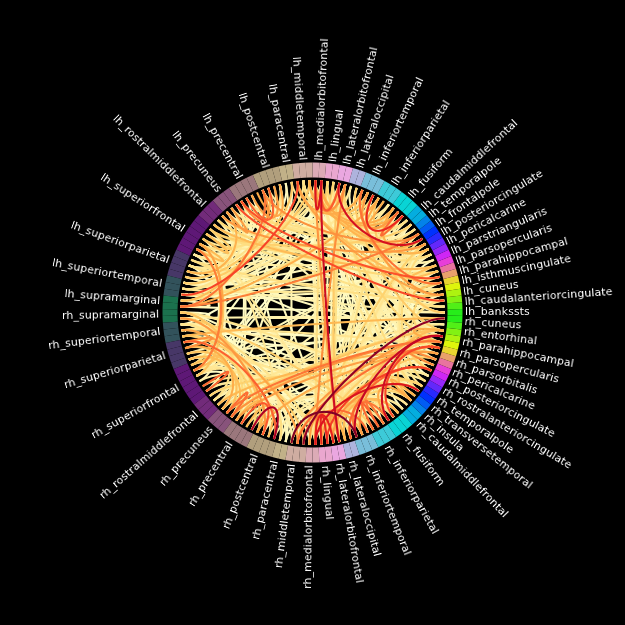 lh_medialorbitofrontal
lh_lingual
lh_lateralorbitofrontal
lh_lateraloccipital
lh_inferiortemporal
lh_inferiorparietal
lh_fusiform
lh_caudalmiddlefrontal
lh_temporalpole
lh_frontalpole
lh_posteriorcingulate
lh_pericalcarine
lh_parstriangularis
lh_parsopercularis
lh_parahippocampal
lh_isthmuscingulate
lh_cuneus
lh_caudalanteriorcingulate
lh_bankssts
rh_cuneus
rh_entorhinal
rh_parahippocampal
rh_parsopercularis
rh_parsorbitalis
rh_pericalcarine
rh_posteriorcingulate
rh_rostralanteriorcingulate
rh_temporalpole
rh_transversetemporal
rh_insula
rh_caudalmiddlefrontal
rh_fusiform
rh_inferiorparietal
rh_inferiortemporal
rh_lateraloccipital
rh_lateralorbitofrontal
rh_lingual
rh_medialorbitofrontal
rh_middletemporal
rh_paracentral
rh_postcentral
rh_precentral
rh_precuneus
rh_rostralmiddlefrontal
rh_superiorfrontal
rh_superiorparietal
rh_superiortemporal
rh_supramarginal
lh_supramarginal
lh_superiortemporal
lh_superiorparietal
lh_superiorfrontal
lh_rostralmiddlefrontal
lh_precuneus
lh_precentral
lh_postcentral
lh_paracentral
lh_middletemporal